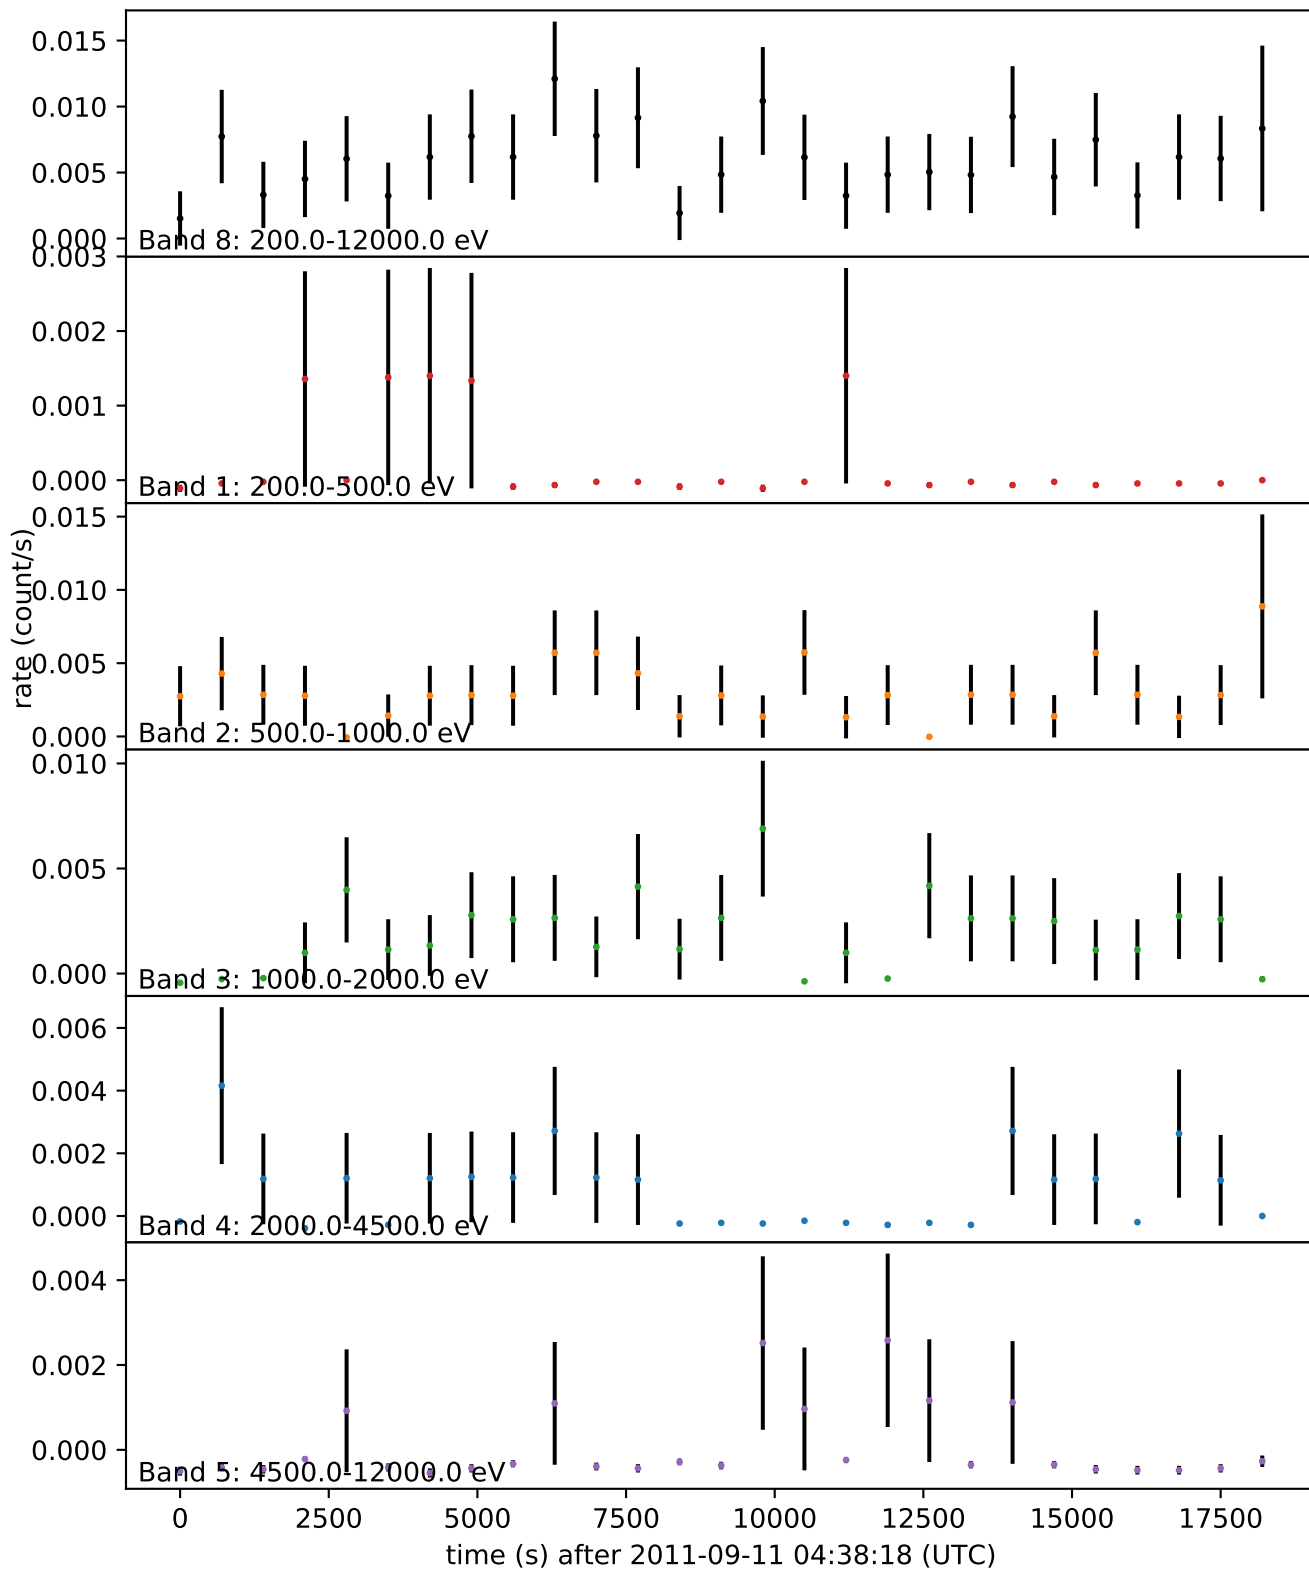 0.015
0.010
0.005
0.000
Band 8: 200.0-12000.0 eV
0.003
0.002
0.001
0.000
Band 1: 200.0-500.0 eV
rate (count/s)
0.015
0.010
0.005
0.000
Band 2: 500.0-1000.0 eV
0.010
0.005
0.000
Band 3: 1000.0-2000.0 eV
0.006
0.004
0.002
0.000
Band 4: 2000.0-4500.0 eV
0.004
0.002
0.000
Band 5: 4500.0-12000.0 eV
0 2500 5000 7500 10000 12500 15000 17500
time (s) after 2011-09-11 04:38:18 (UTC)